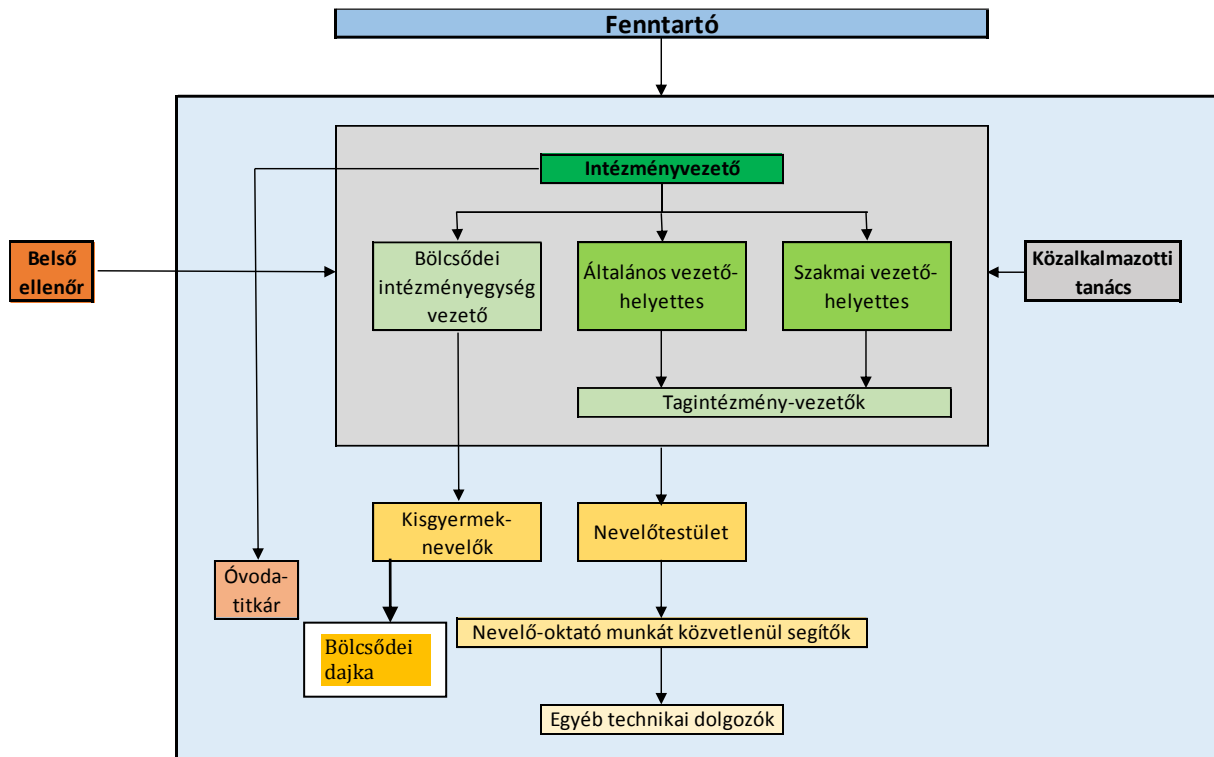 Fenntartó
Intézményvezető
Belső
ellenőr
Bölcsődei
intézményegység
vezető
Általános vezető-
helyettes
Szakmai vezető-
helyettes
Közalkalmazotti
tanács
Tagintézmény-vezetők
Kisgyermek-
nevelők
Nevelőtestület
Óvoda-
titkár
Bölcsődei
dajka
Nevelő-oktató munkát közvetlenül segítők
Egyéb technikai dolgozók